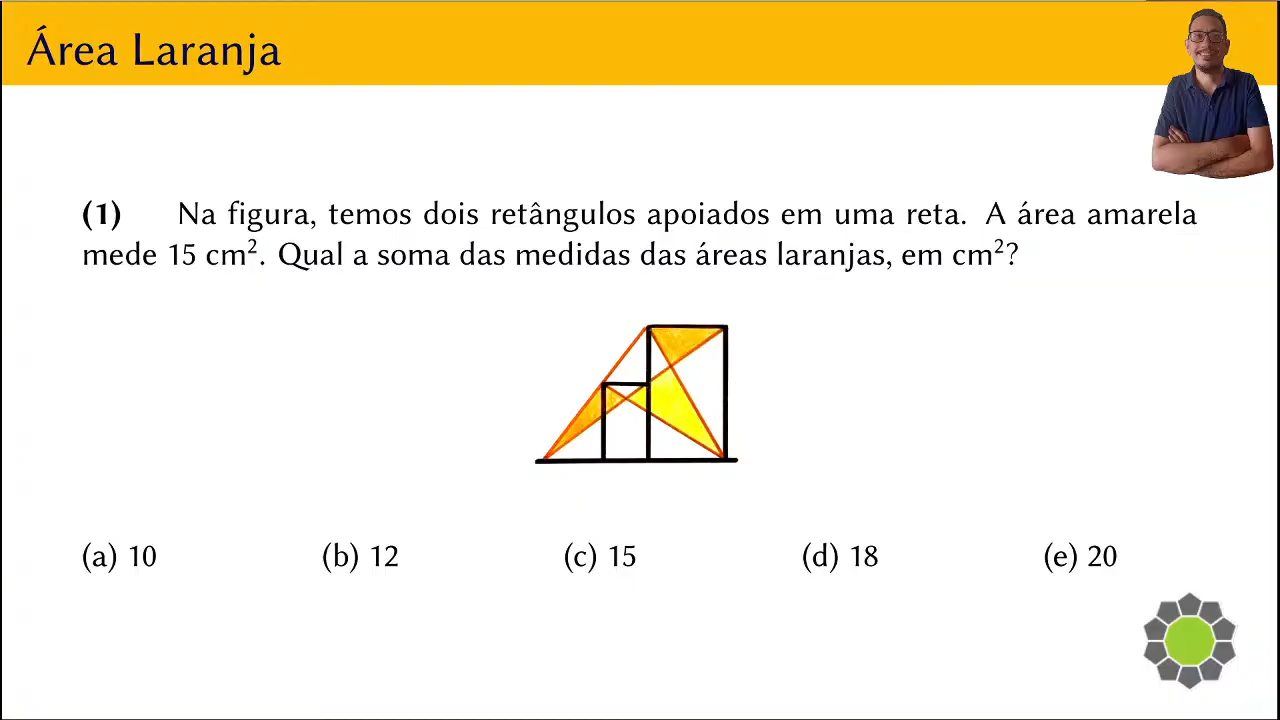 Área Laranja
(1) Na figura, temos dois retângulos apoiados em uma reta. A área amarela
mede 15 cm². Qual a soma das medidas das áreas laranjas, em cm²?
(a) 10 (b) 12 (c) 15 (d) 18 (e) 20